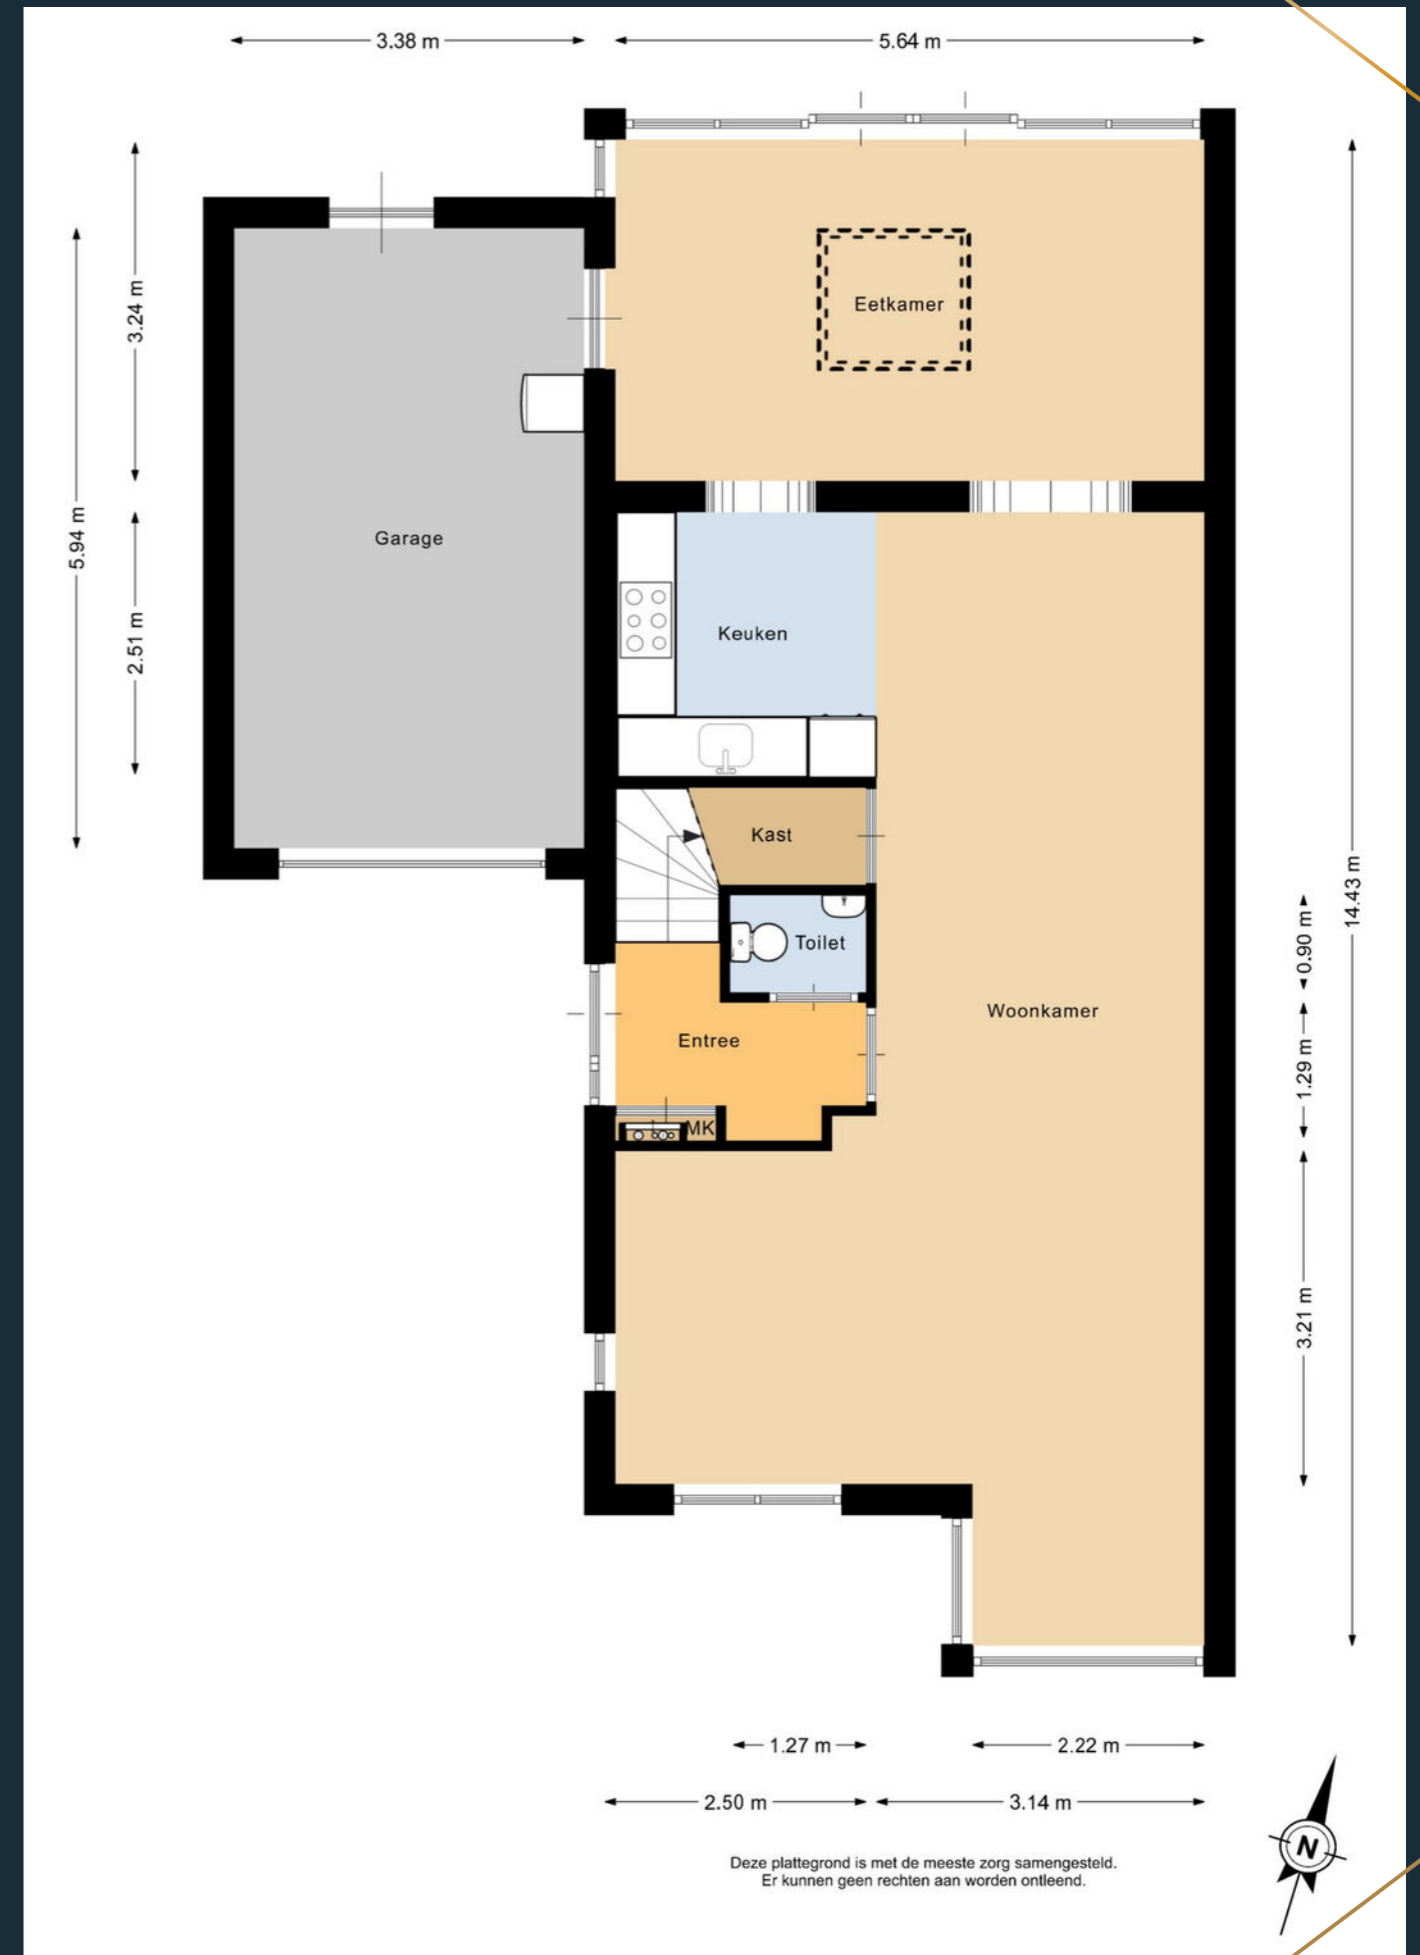 3.38 m
5.64 m
3.24 m
Eetkamer
5.94 m
Garage
2.51 m
Keuken
Kast
14.43 m
0.90 m
Toilet
Woonkamer
Entree
1.29 m
MK
3.21 m
1.27 m
2.22 m
2.50 m
3.14 m
N
Deze plattegrond is met de meeste zorg samengesteld.
Er kunnen geen rechten aan worden ontleend.